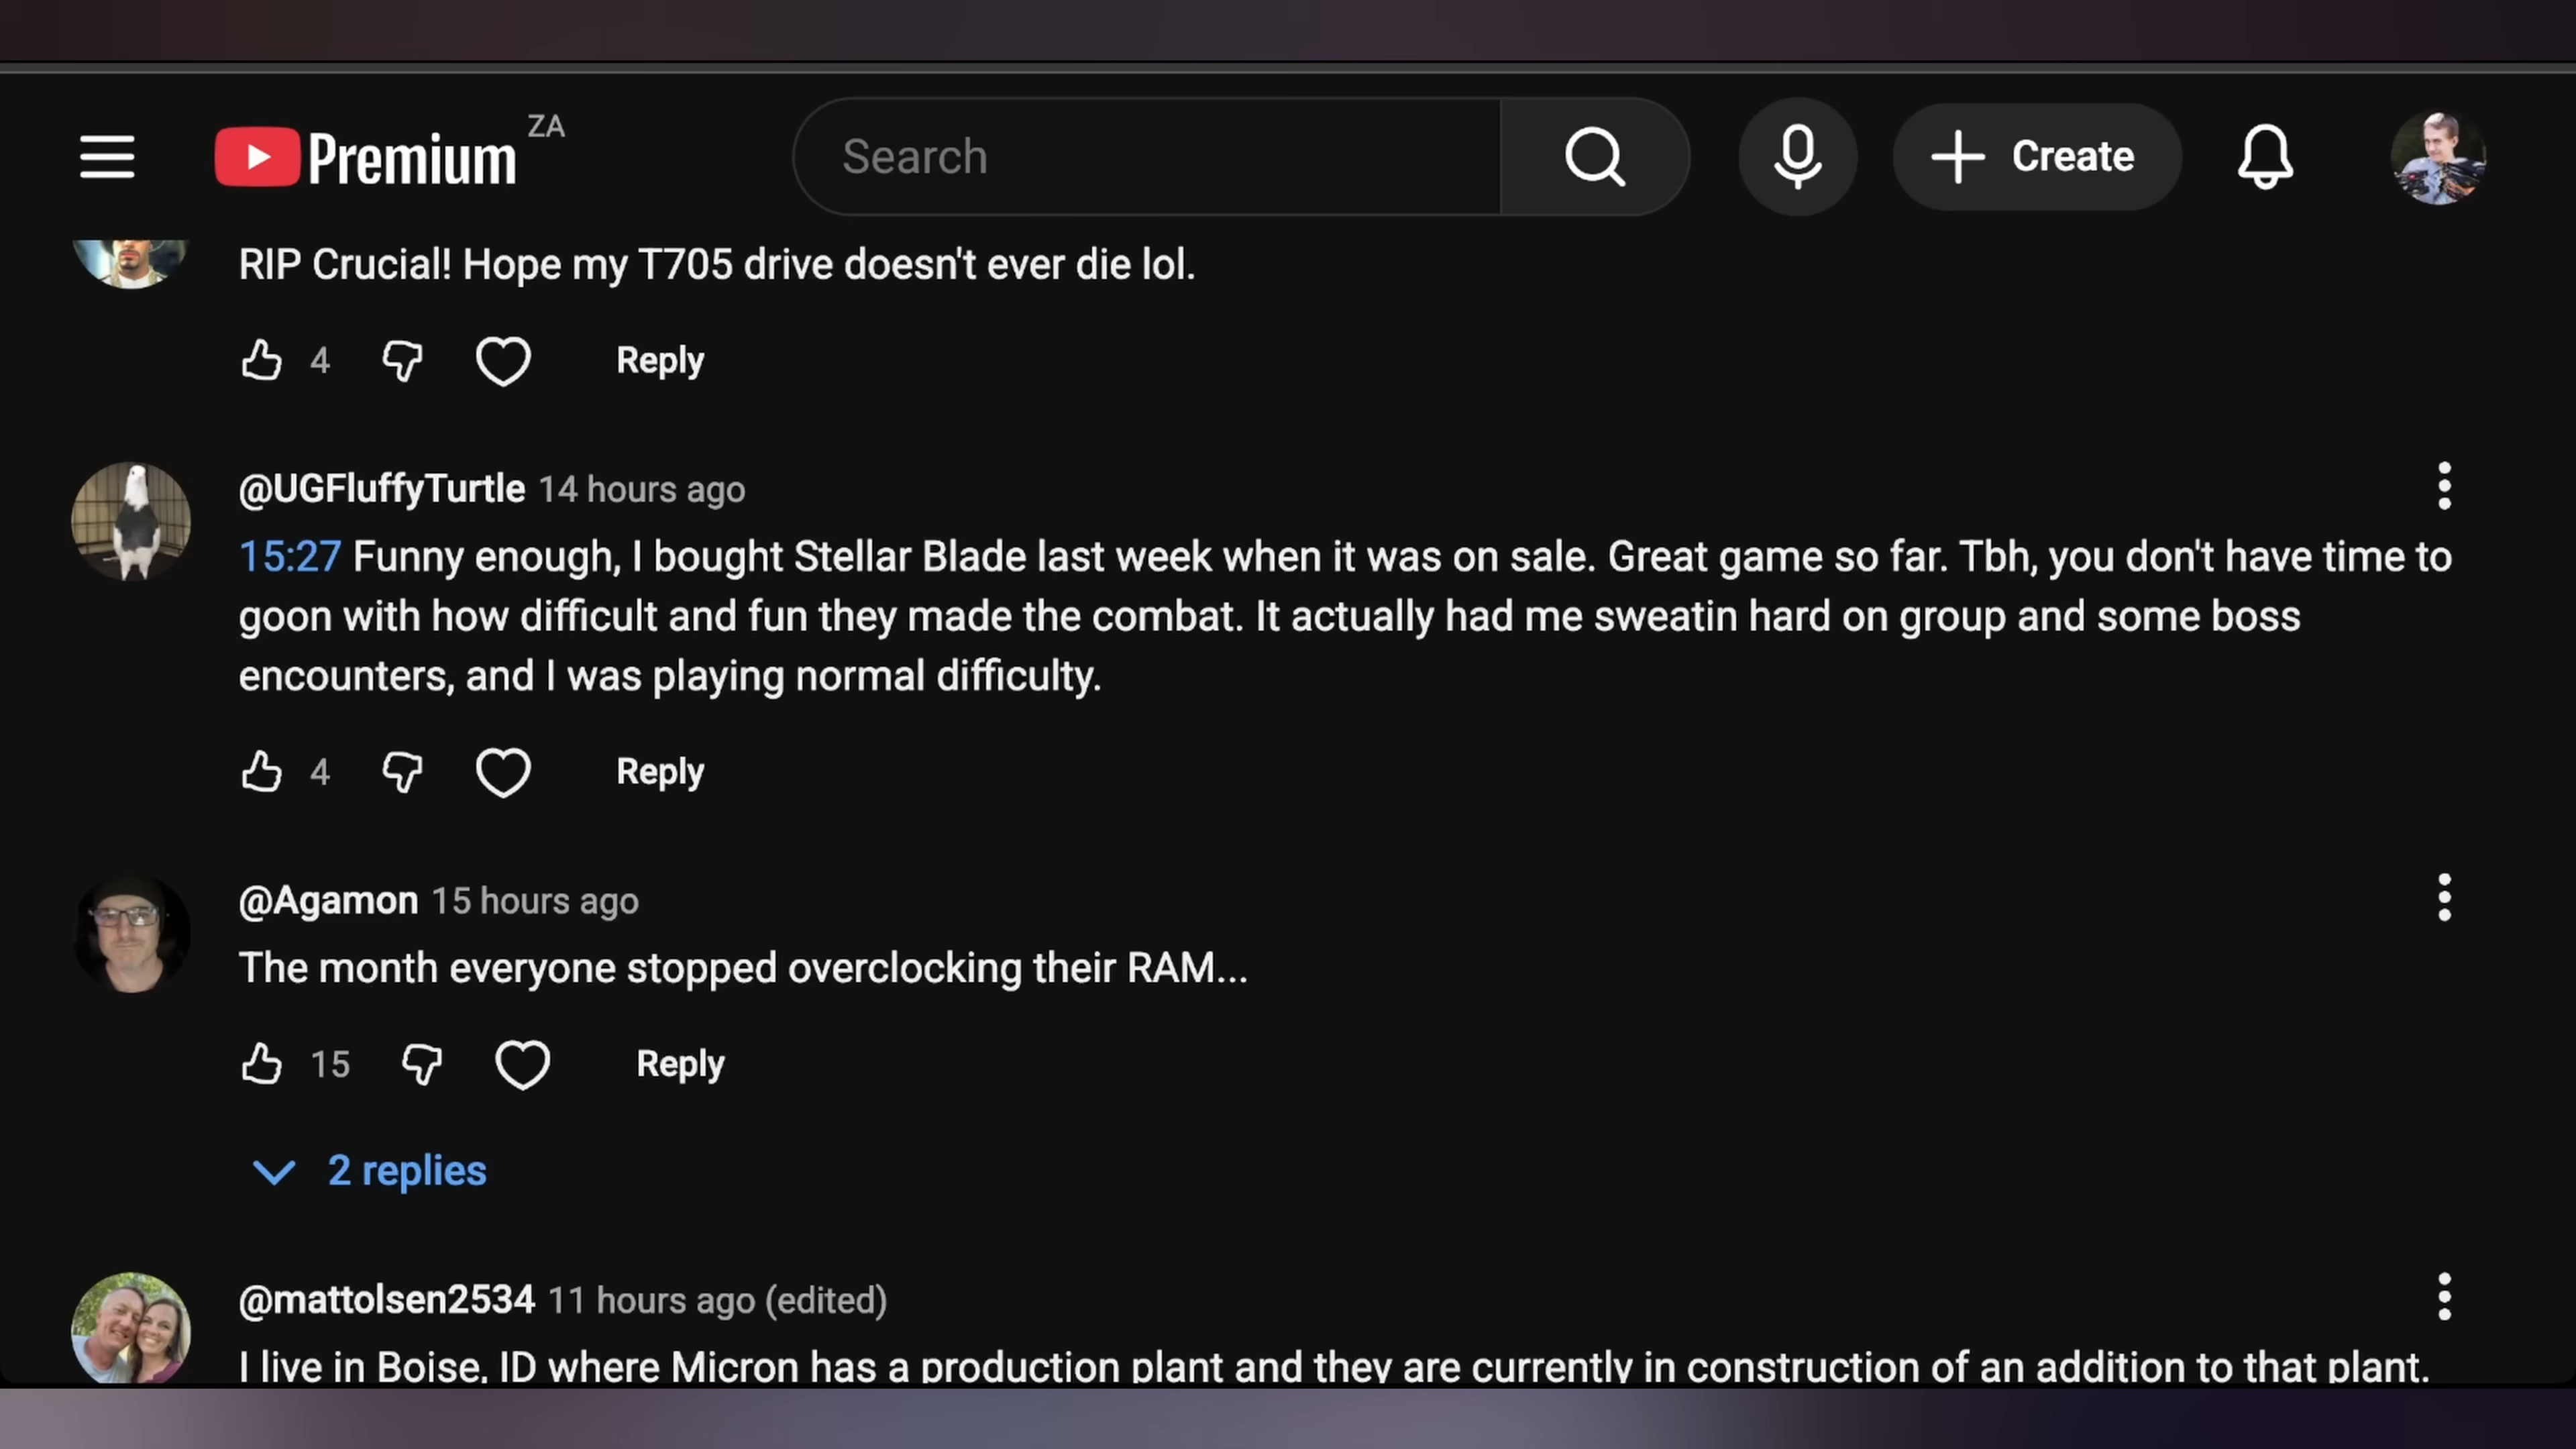 Premium ZA
Search
Create
RIP Crucial! Hope my T705 drive doesn't ever die lol.
4 Reply
@UGFluffyTurtle 14 hours ago
15:27 Funny enough, I bought Stellar Blade last week when it was on sale. Great game so far. Tbh, you don't have time to
goon with how difficult and fun they made the combat. It actually had me sweatin hard on group and some boss
encounters, and I was playing normal difficulty.
4 Reply
@Agamon 15 hours ago
The month everyone stopped overclocking their RAM...
15 Reply
2 replies
@mattolsen2534 11 hours ago (edited)
I live in Boise, ID where Micron has a production plant and they are currently in construction of an addition to that plant.